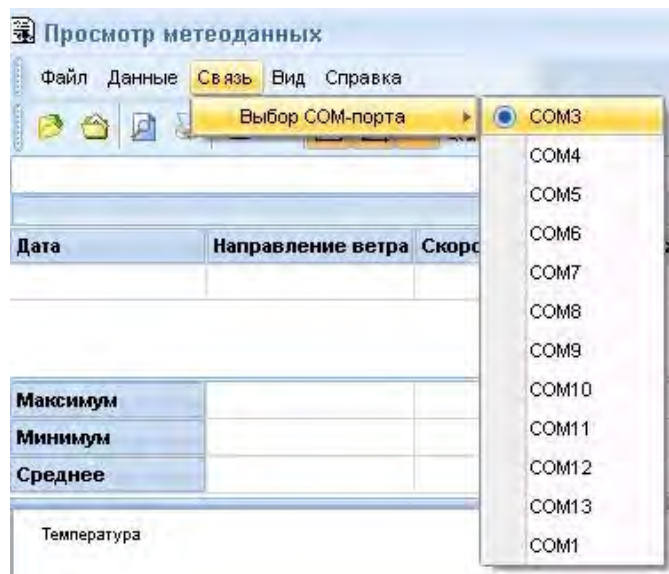 Просмотр метеоданных
Файл Данные Связь Вид Справка
Выбор COM-порта
COM3
COM4
COM5
COM6
COM7
COM8
COM9
COM10
COM11
COM12
COM13
COM1
Дата Направление ветра
Максимум
Минимум
Среднее
Температура